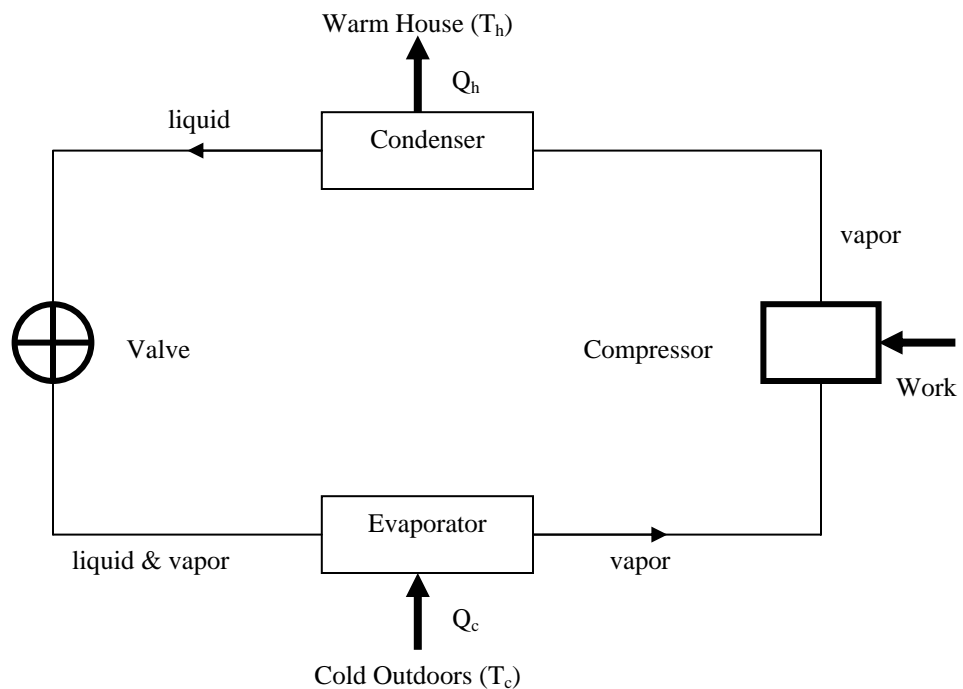 Warm House (Th)
Qh
liquid
Condenser
vapor
Valve
Compressor
Work
Evaporator
liquid & vapor
vapor
Qc
Cold Outdoors (Tc)